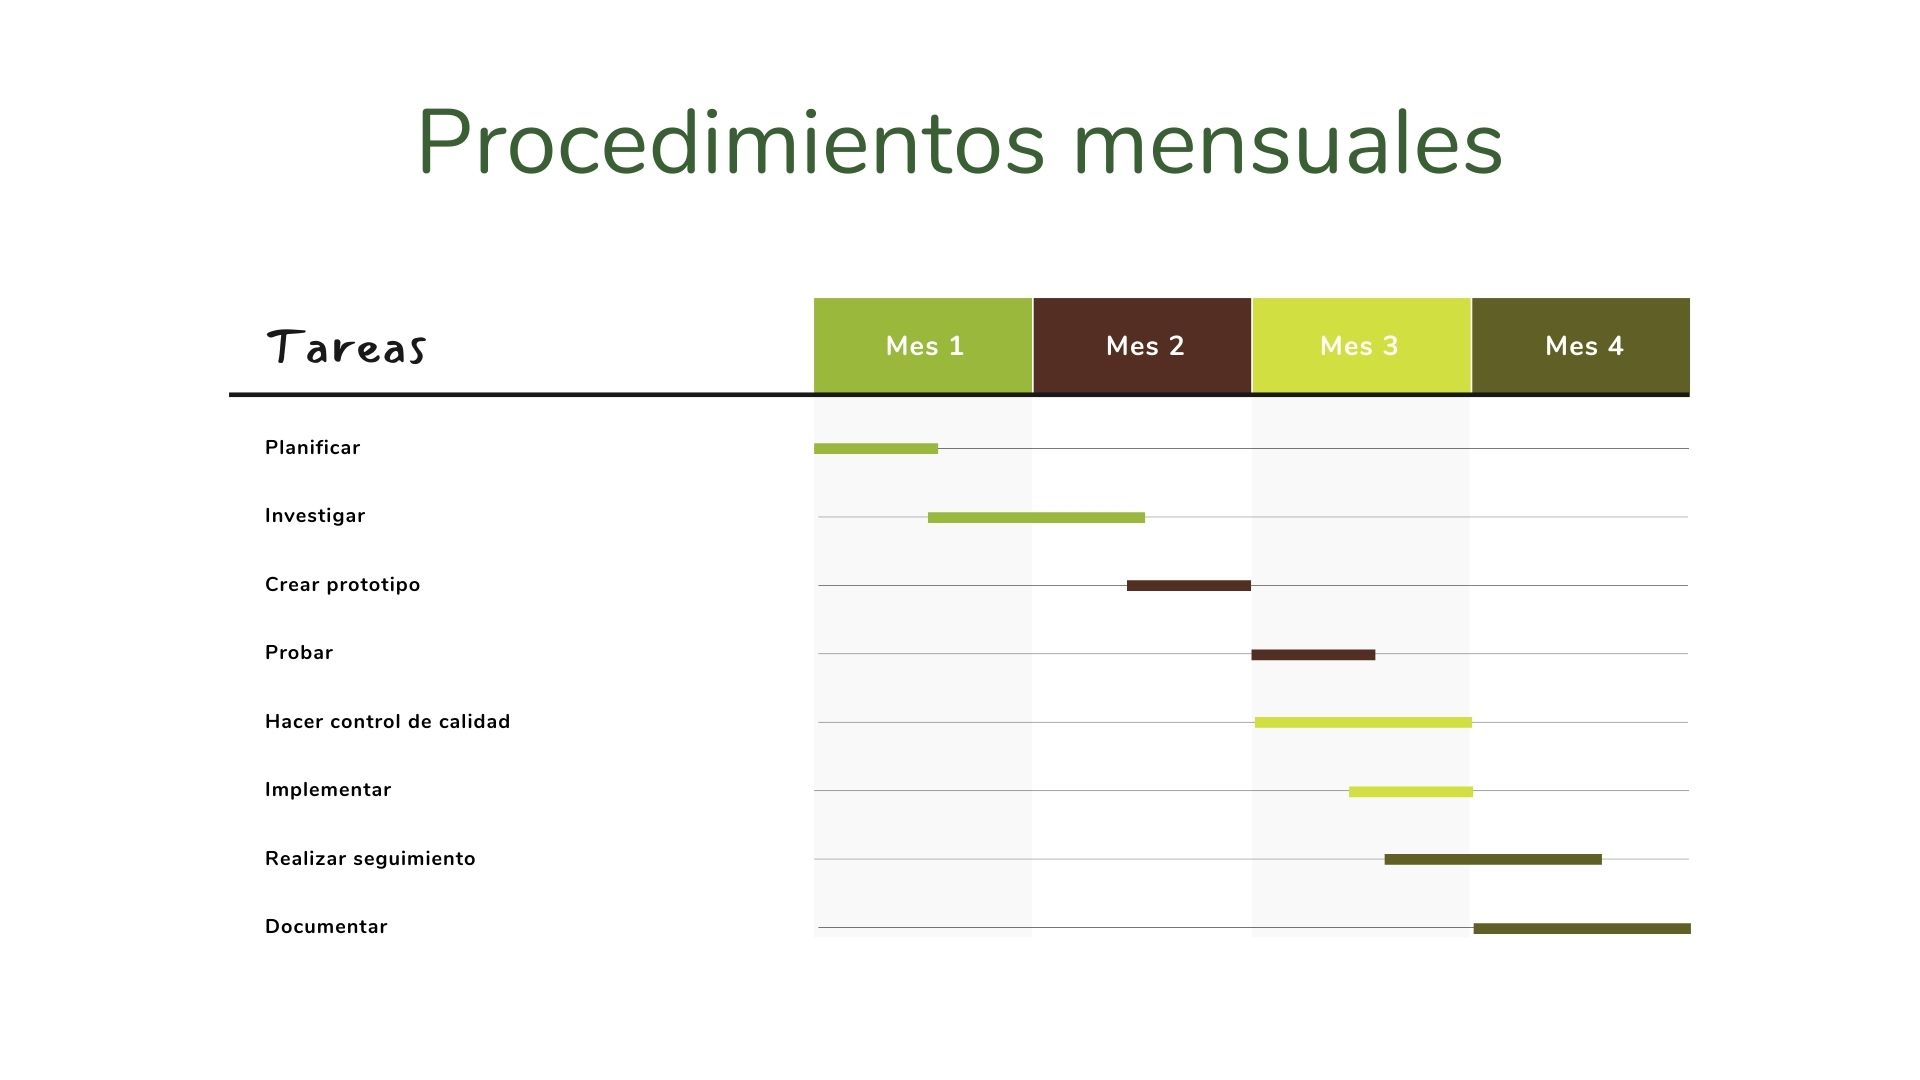 Procedimientos mensuales
Tareas
Mes 1
Mes 2
Mes 3
Mes 4
Planificar
Investigar
Crear prototipo
Probar
Hacer control de calidad
Implementar
Realizar seguimiento
Documentar